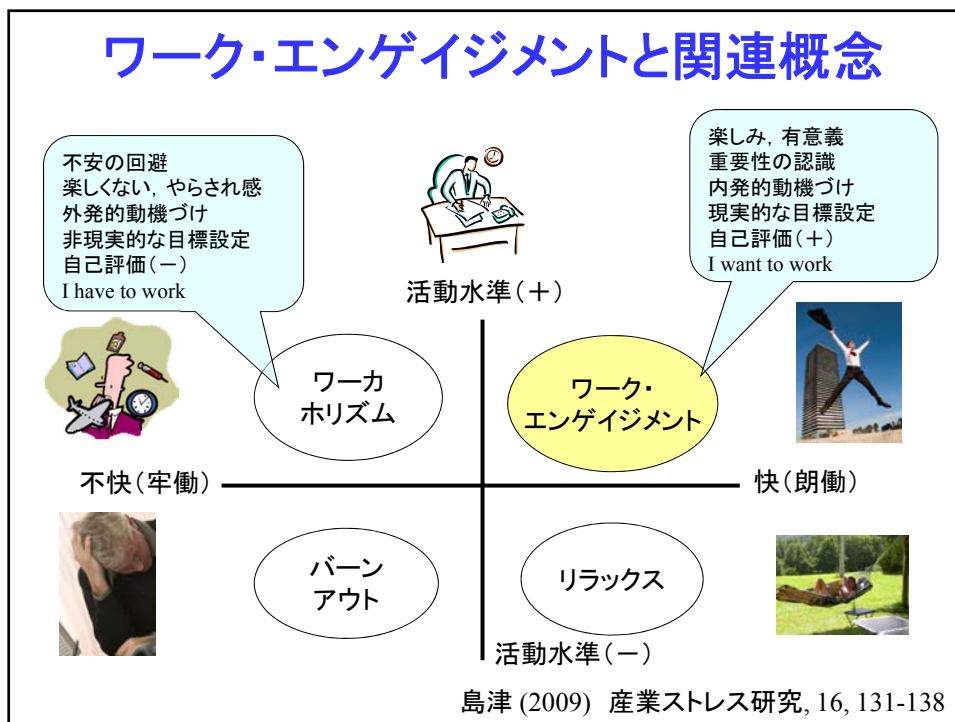 ワーク・エンゲイジメントと関連概念
不安の回避
楽しくない，やらされ感
外発的動機づけ
非現実的な目標設定
自己評価（－）
I have to work
楽しみ，有意義
重要性の認識
内発的動機づけ
現実的な目標設定
自己評価（＋）
I want to work
活動水準（＋）
ワーカ
ホリズム
ワーク・
エンゲイジメント
不快（牢働）
快（朗働）
バーン
アウト
リラックス
活動水準（－）
島津 (2009) 産業ストレス研究, 16, 131-138